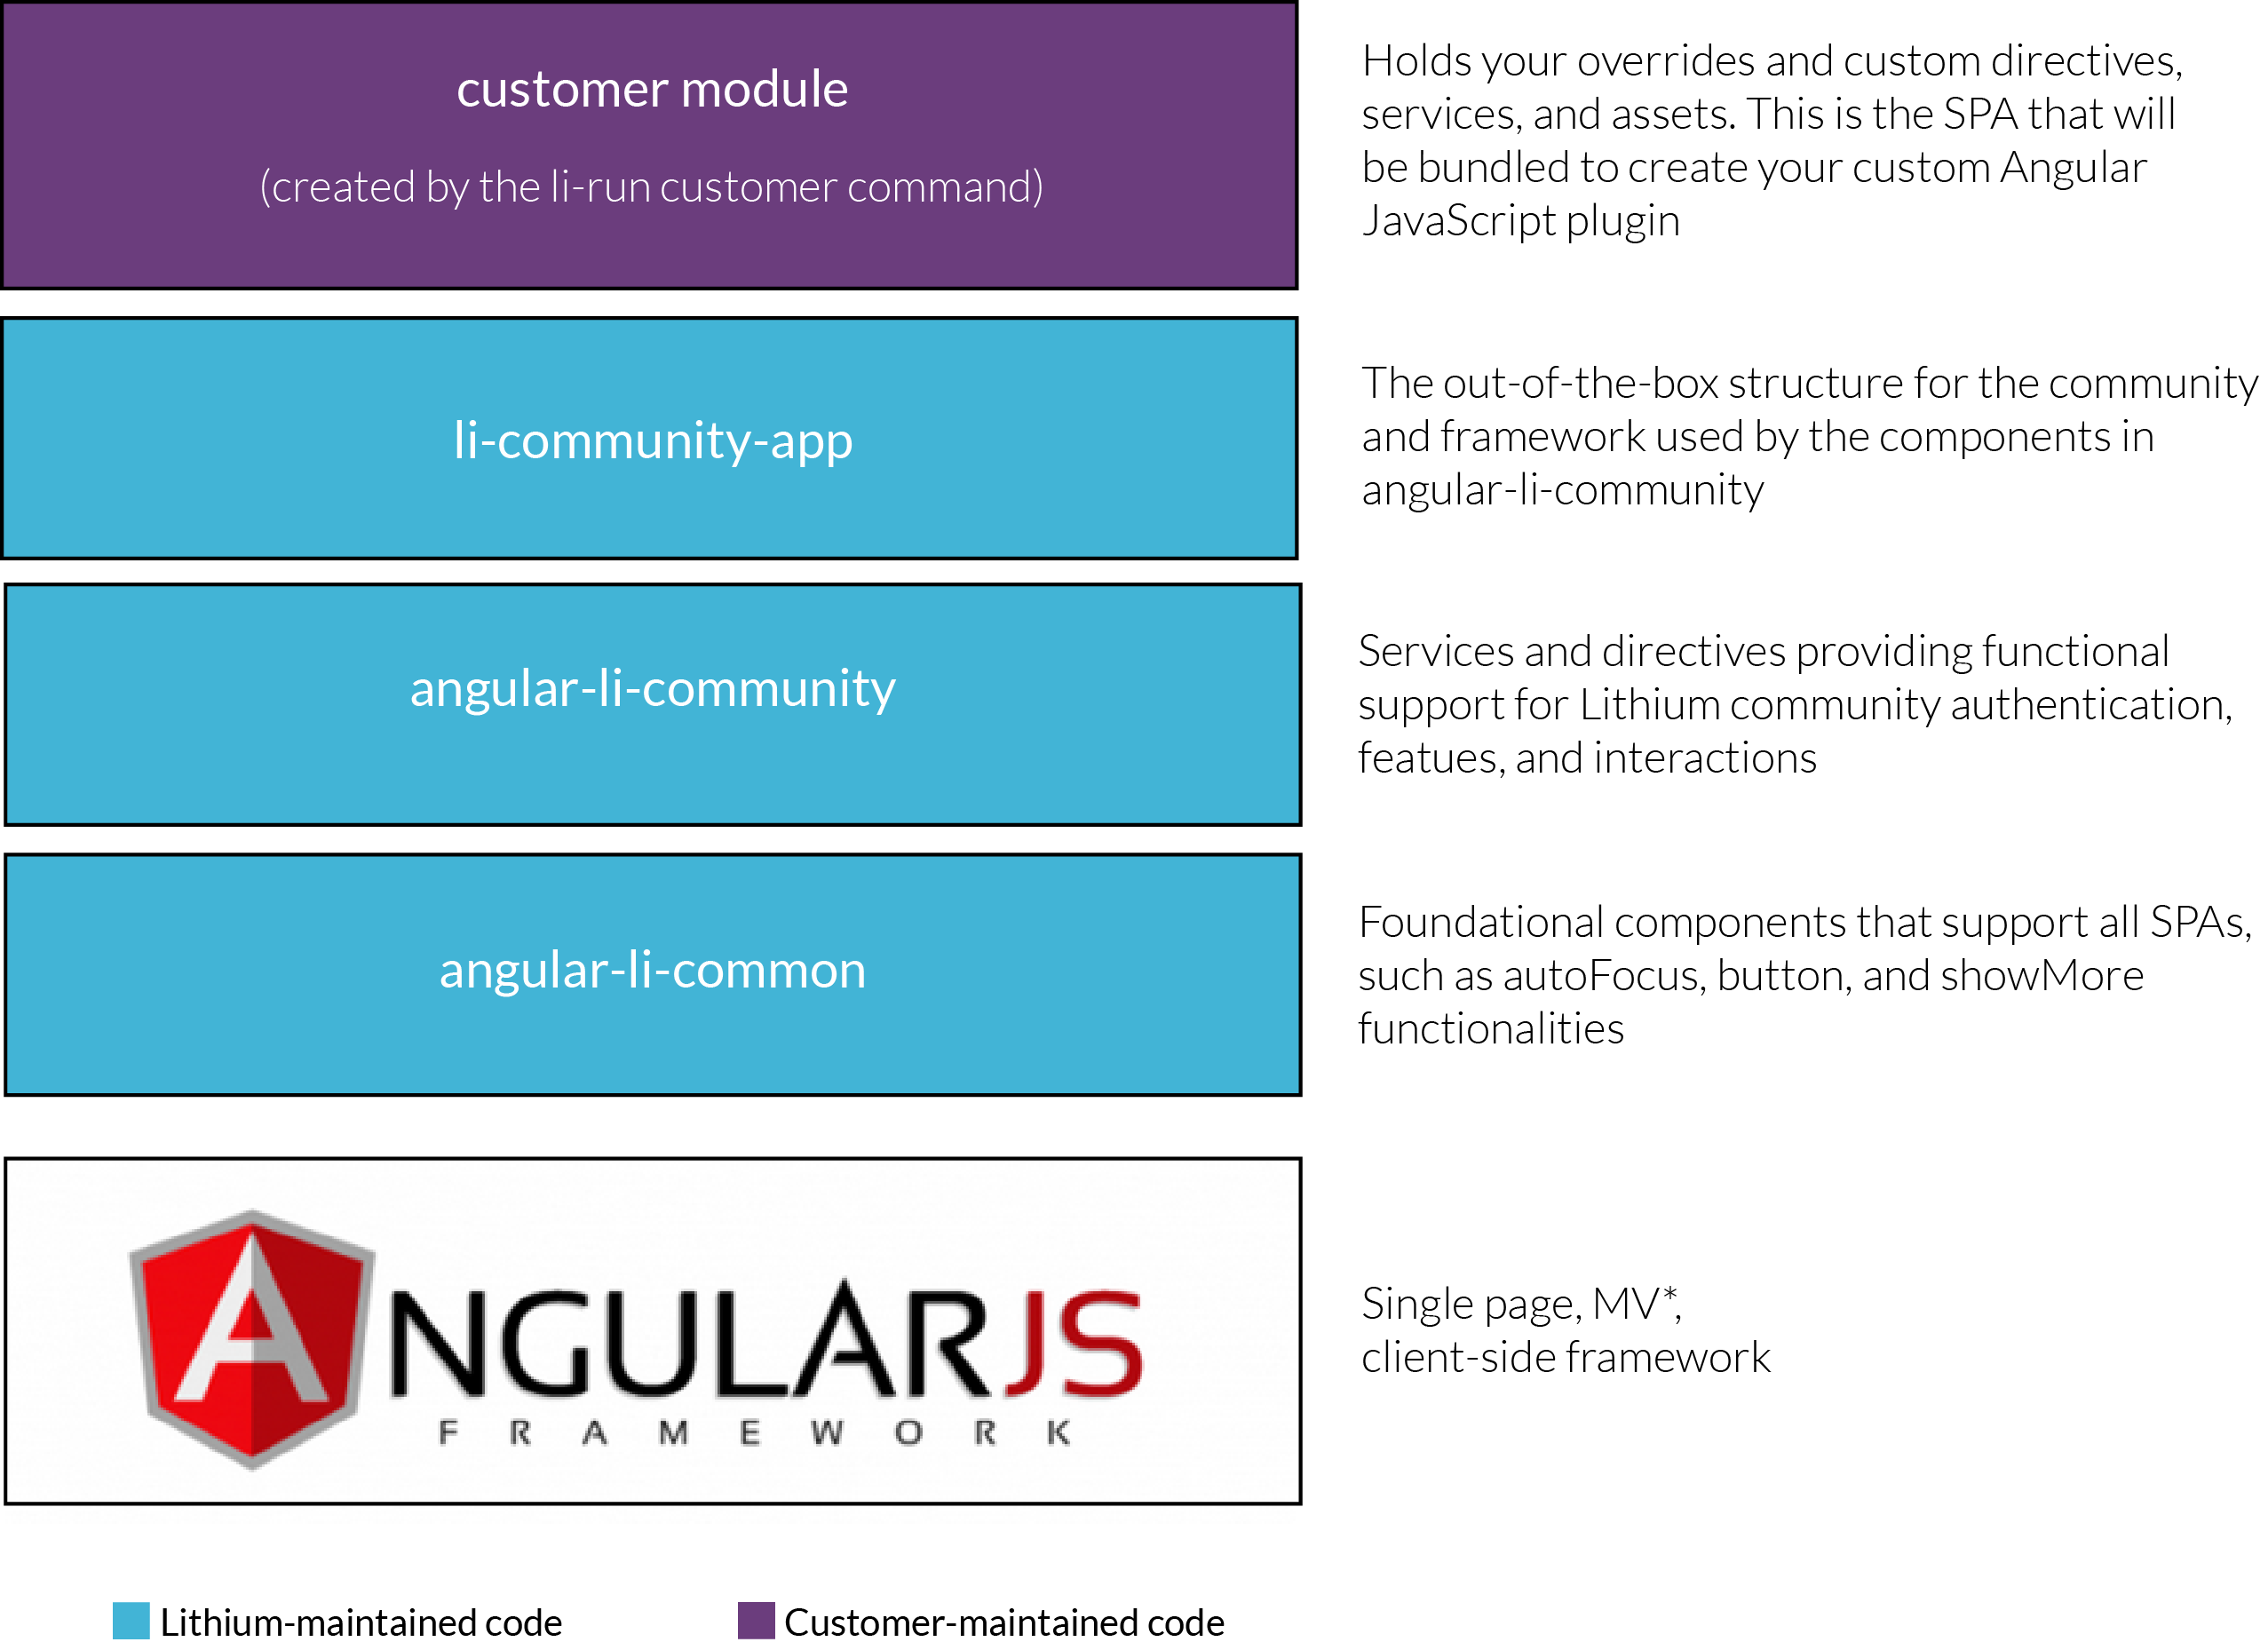 customer module
(created by the li-run customer command)
Holds your overrides and custom directives,
services, and assets. This is the SPA that will
be bundled to create your custom Angular
JavaScript plugin
li-community-app
The out-of-the-box structure for the community
and framework used by the components in
angular-li-community
angular-li-community
Services and directives providing functional
support for Lithium community authentication,
featues, and interactions
angular-li-common
Foundational components that support all SPAs,
such as autoFocus, button, and showMore
functionalities
ANGULARJS
FRAMEWORK
Single page, MV*,
client-side framework
Lithium-maintained code
Customer-maintained code